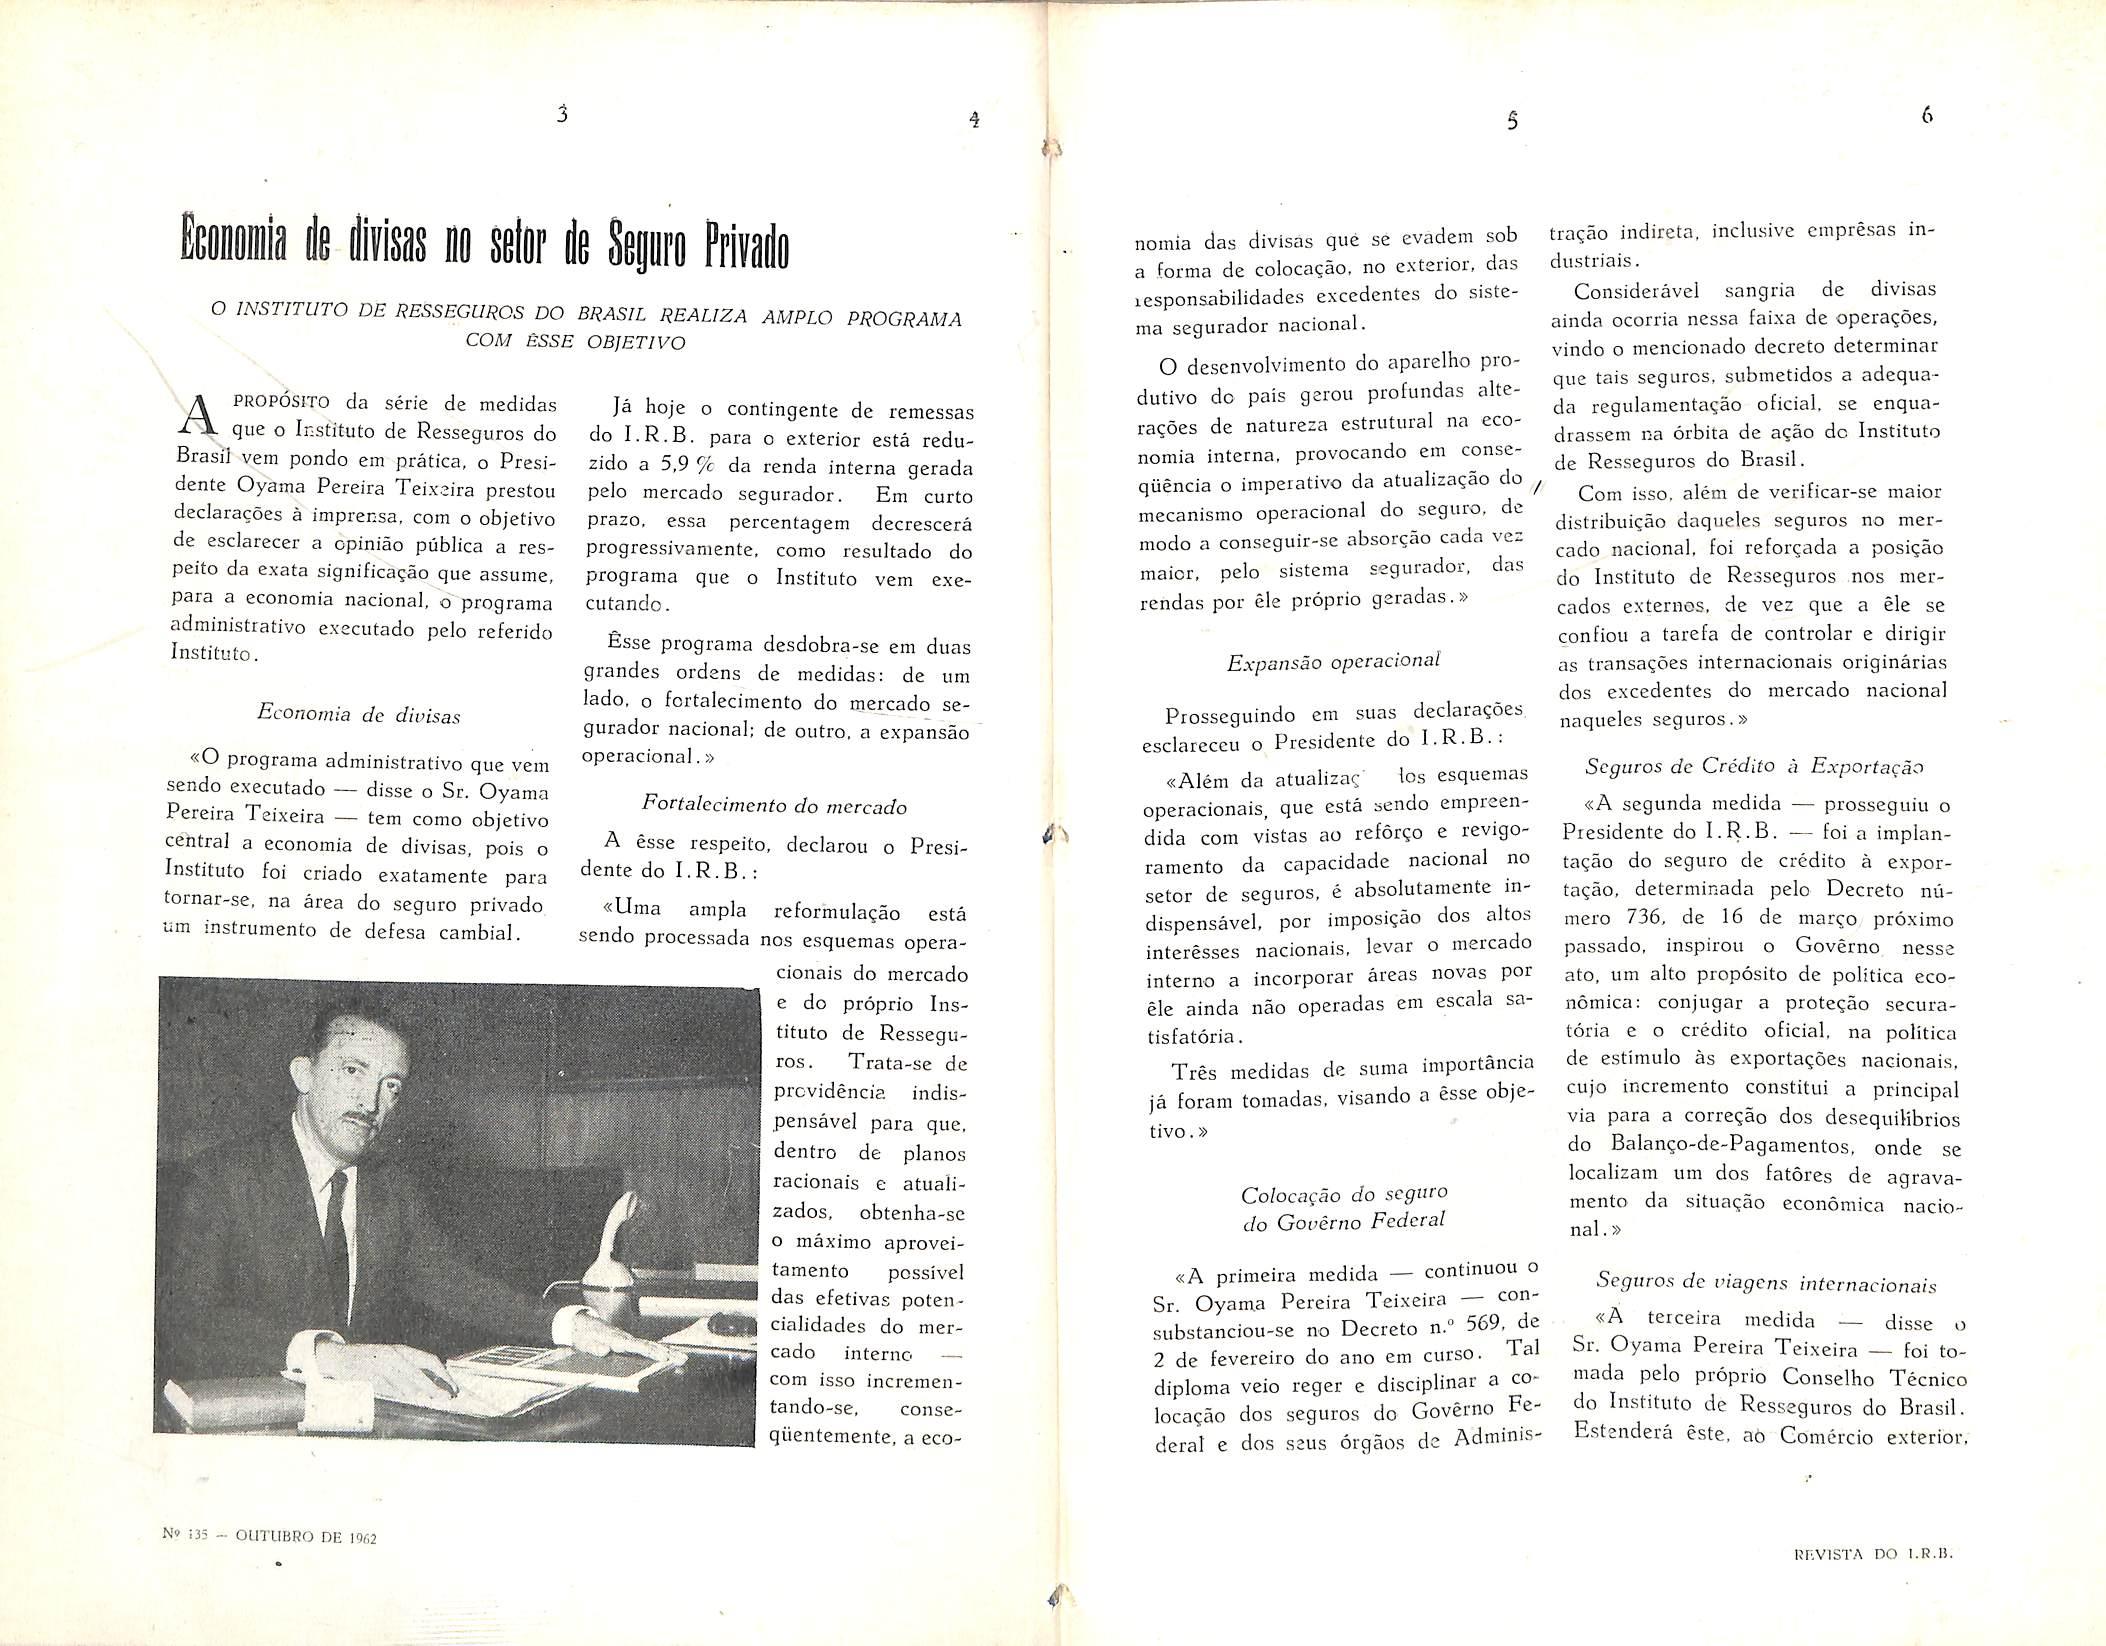 3
4
Economia de divisas no setor de Seguro Privado
O INSTITUTO DE RESSEGUROS DO BRASIL REALIZA AMPLO PROGRAMA
COM ÊSSE OBJETIVO
A PROPÓSITO da série de medidas
que o Instituto de Resseguros do
Brasil vem pondo em prática, o Presi-
dente Oyama Pereira Teixeira prestou
declarações à imprensa, com o objetivo
de esclarecer a opinião pública a res-
peito da exata significação que assume,
para a economia nacional, o programa
administrativo executado pelo referido
Instituto.
Economia de divisas
«O programa administrativo que vem
sendo executado — disse o Sr. Oyama
Pereira Teixeira — tem como objetivo
central a economia de divisas, pois o
Instituto foi criado exatamente para
tornar-se, na área do seguro privado
um instrumento de defesa cambial.
Já hoje o contingente de remessas
do I.R.B. para o exterior está redu-
zido a 5,9 % da renda interna gerada
pelo mercado segurador. Em curto
prazo, essa percentagem decrescerá
progressivamente, como resultado do
programa que o Instituto vem exe-
cutando.
Êsse programa desdobra-se em duas
grandes ordens de medidas: de um
lado, o fortalecimento do mercado se-
gurador nacional; de outro, a expansão
operacional.»
Fortalecimento do mercado
A êsse respeito, declarou o Presi-
dente do I.R.B.:
«Uma ampla reformulação está
sendo processada nos esquemas opera-
cionais do mercado
e do próprio Ins-
tituto de Ressegu-
ros. Trata-se de
providência indis-
pensável para que,
dentro de planos
racionais e atuali-
zados, obtenha-se
o máximo aprovei-
tamento possível
das efetivas poten-
cialidades do mer-
cado interno —
com isso incremen-
tando-se, conse-
qüentemente, a eco-
Nº 135 — OUTUBRO DE 1962
5
6
nomia das divisas que se evadem sob
a forma de colocação, no exterior, das
responsabilidades excedentes do siste-
ma segurador nacional.
O desenvolvimento do aparelho pro-
dutivo do país gerou profundas alte-
rações de natureza estrutural na eco-
nomia interna, provocando em conse-
qüência o imperativo da atualização do
mecanismo operacional do seguro, de
modo a conseguir-se absorção cada vez
maior, pelo sistema segurador, das
rendas por êle próprio geradas.»
Expansão operacional
Prosseguindo em suas declarações
esclareceu o Presidente do I.R.B.:
«Além da atualizaç los esquemas
operacionais, que está sendo empreen-
dida com vistas ao refôrço e revigo-
ramento da capacidade nacional no
setor de seguros, é absolutamente in-
dispensável, por imposição dos altos
interêsses nacionais, levar o mercado
interno a incorporar áreas novas por
êle ainda não operadas em escala sa-
tisfatória.
Três medidas de suma importância
já foram tomadas, visando a êsse obje-
tivo.»
Colocação do seguro
do Govêrno Federal
«A primeira medida — continuou o
Sr. Oyama Pereira Teixeira — con-
substanciou-se no Decreto n.º 569, de
2 de fevereiro do ano em curso. Tal
diploma veio reger e disciplinar a co-
locação dos seguros do Govêrno Fe-
deral e dos seus órgãos de Adminis-
tração indireta, inclusive emprêsas in-
dustriais.
Considerável sangria de divisas
ainda ocorria nessa faixa de operações,
vindo o mencionado decreto determinar
que tais seguros, submetidos a adequa-
da regulamentação oficial, se enqua-
drassem na órbita de ação do Instituto
de Resseguros do Brasil.
Com isso, além de verificar-se maior
distribuição daqueles seguros no mer-
cado nacional, foi reforçada a posição
do Instituto de Resseguros nos mer-
cados externos, de vez que a êle se
confiou a tarefa de controlar e dirigir
as transações internacionais originárias
dos excedentes do mercado nacional
naqueles seguros.»
Seguros de Crédito à Exportação
«A segunda medida — prosseguiu o
Presidente do I.R.B. — foi a implan-
tação do seguro de crédito à expor-
tação, determinada pelo Decreto nú-
mero 736, de 16 de março próximo
passado, inspirou o Govêrno nesse
ato, um alto propósito de política eco-
nômica: conjugar a proteção secura-
tória e o crédito oficial, na política
de estímulo às exportações nacionais,
cujo incremento constitui a principal
via para a correção dos desequilíbrios
do Balanço-de-Pagamentos, onde se
localizam um dos fatôres de agrava-
mento da situação econômica nacio-
nal.»
Seguros de viagens internacionais
«A terceira medida — disse o
Sr. Oyama Pereira Teixeira — foi to-
mada pelo próprio Conselho Técnico
do Instituto de Resseguros do Brasil.
Estenderá êste, ao Comércio exterior,
REVISTA DO I.R.B.